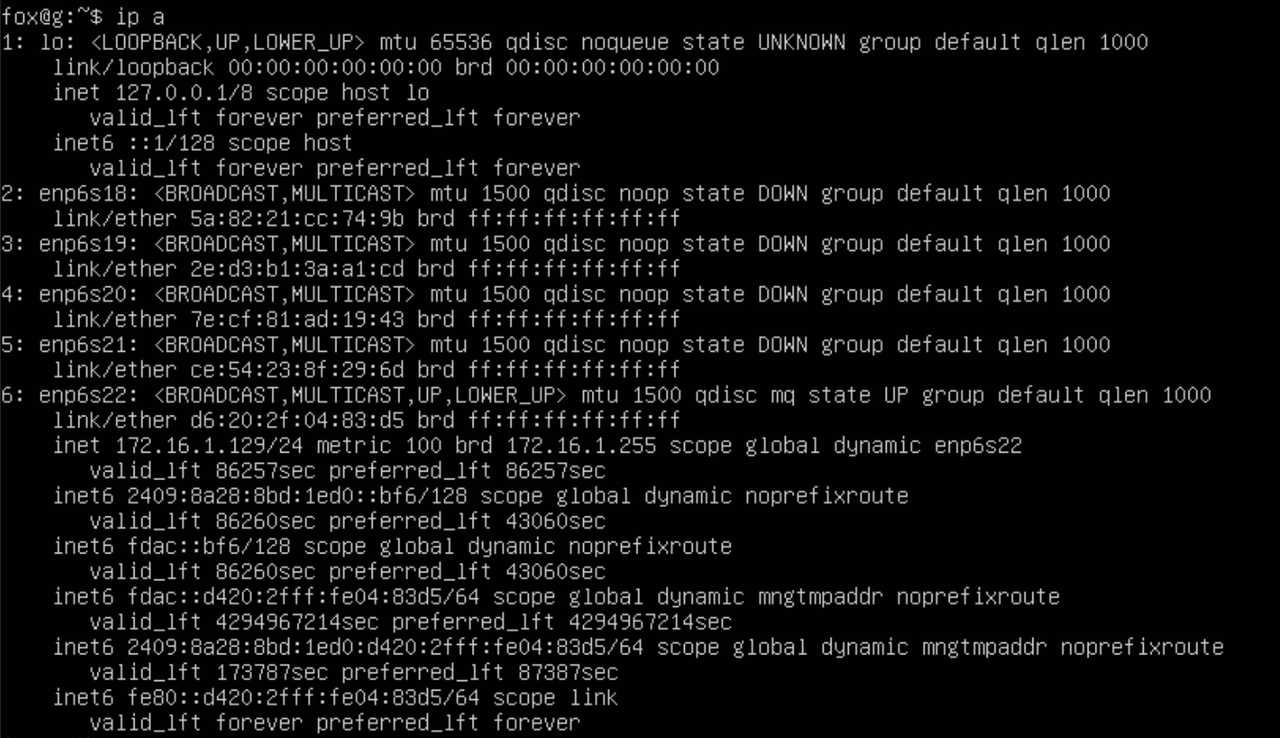 fox@g:~$ ip a
1: lo: <LOOPBACK,UP,LOWER_UP> mtu 65536 qdisc noqueue state UNKNOWN group default qlen 1000
link/loopback 00:00:00:00:00:00 brd 00:00:00:00:00:00
inet 127.0.0.1/8 scope host lo
valid_lft forever preferred_lft forever
inet6 ::1/128 scope host
valid_lft forever preferred_lft forever
2: enp6s18: <BROADCAST,MULTICAST> mtu 1500 qdisc noop state DOWN group default qlen 1000
link/ether 5a:82:21:cc:74:9b brd ff:ff:ff:ff:ff:ff
3: enp6s19: <BROADCAST,MULTICAST> mtu 1500 qdisc noop state DOWN group default qlen 1000
link/ether 2e:d3:b1:3a:a1:cd brd ff:ff:ff:ff:ff:ff
4: enp6s20: <BROADCAST,MULTICAST> mtu 1500 qdisc noop state DOWN group default qlen 1000
link/ether 7e:cf:81:ad:19:43 brd ff:ff:ff:ff:ff:ff
5: enp6s21: <BROADCAST,MULTICAST> mtu 1500 qdisc noop state DOWN group default qlen 1000
link/ether ce:54:23:8f:29:6d brd ff:ff:ff:ff:ff:ff
6: enp6s22: <BROADCAST,MULTICAST,UP,LOWER_UP> mtu 1500 qdisc mq state UP group default qlen 1000
link/ether d6:20:2f:04:83:d5 brd ff:ff:ff:ff:ff:ff
inet 172.16.1.129/24 metric 100 brd 172.16.1.255 scope global dynamic enp6s22
valid_lft 86257sec preferred_lft 86257sec
inet6 2409:8a28:8bd:1ed0::bf6/128 scope global dynamic noprefixroute
valid_lft 86260sec preferred_lft 43060sec
inet6 fdac::bf6/128 scope global dynamic noprefixroute
valid_lft 86260sec preferred_lft 43060sec
inet6 fdac::d420:2fff:fe04:83d5/64 scope global dynamic mngtmpaddr noprefixroute
valid_lft 4294967214sec preferred_lft 4294967214sec
inet6 2409:8a28:8bd:1ed0:d420:2fff:fe04:83d5/64 scope global dynamic mngtmpaddr noprefixroute
valid_lft 173787sec preferred_lft 87387sec
inet6 fe80::d420:2fff:fe04:83d5/64 scope link
valid_lft forever preferred_lft forever